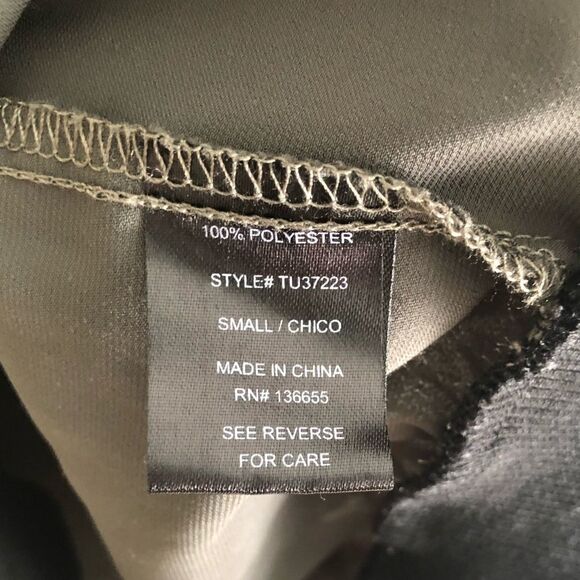 100% POLYESTER
STYLE# TU37223
SMALL / CHICO
MADE IN CHINA
RN# 136655
SEE REVERSE
FOR CARE